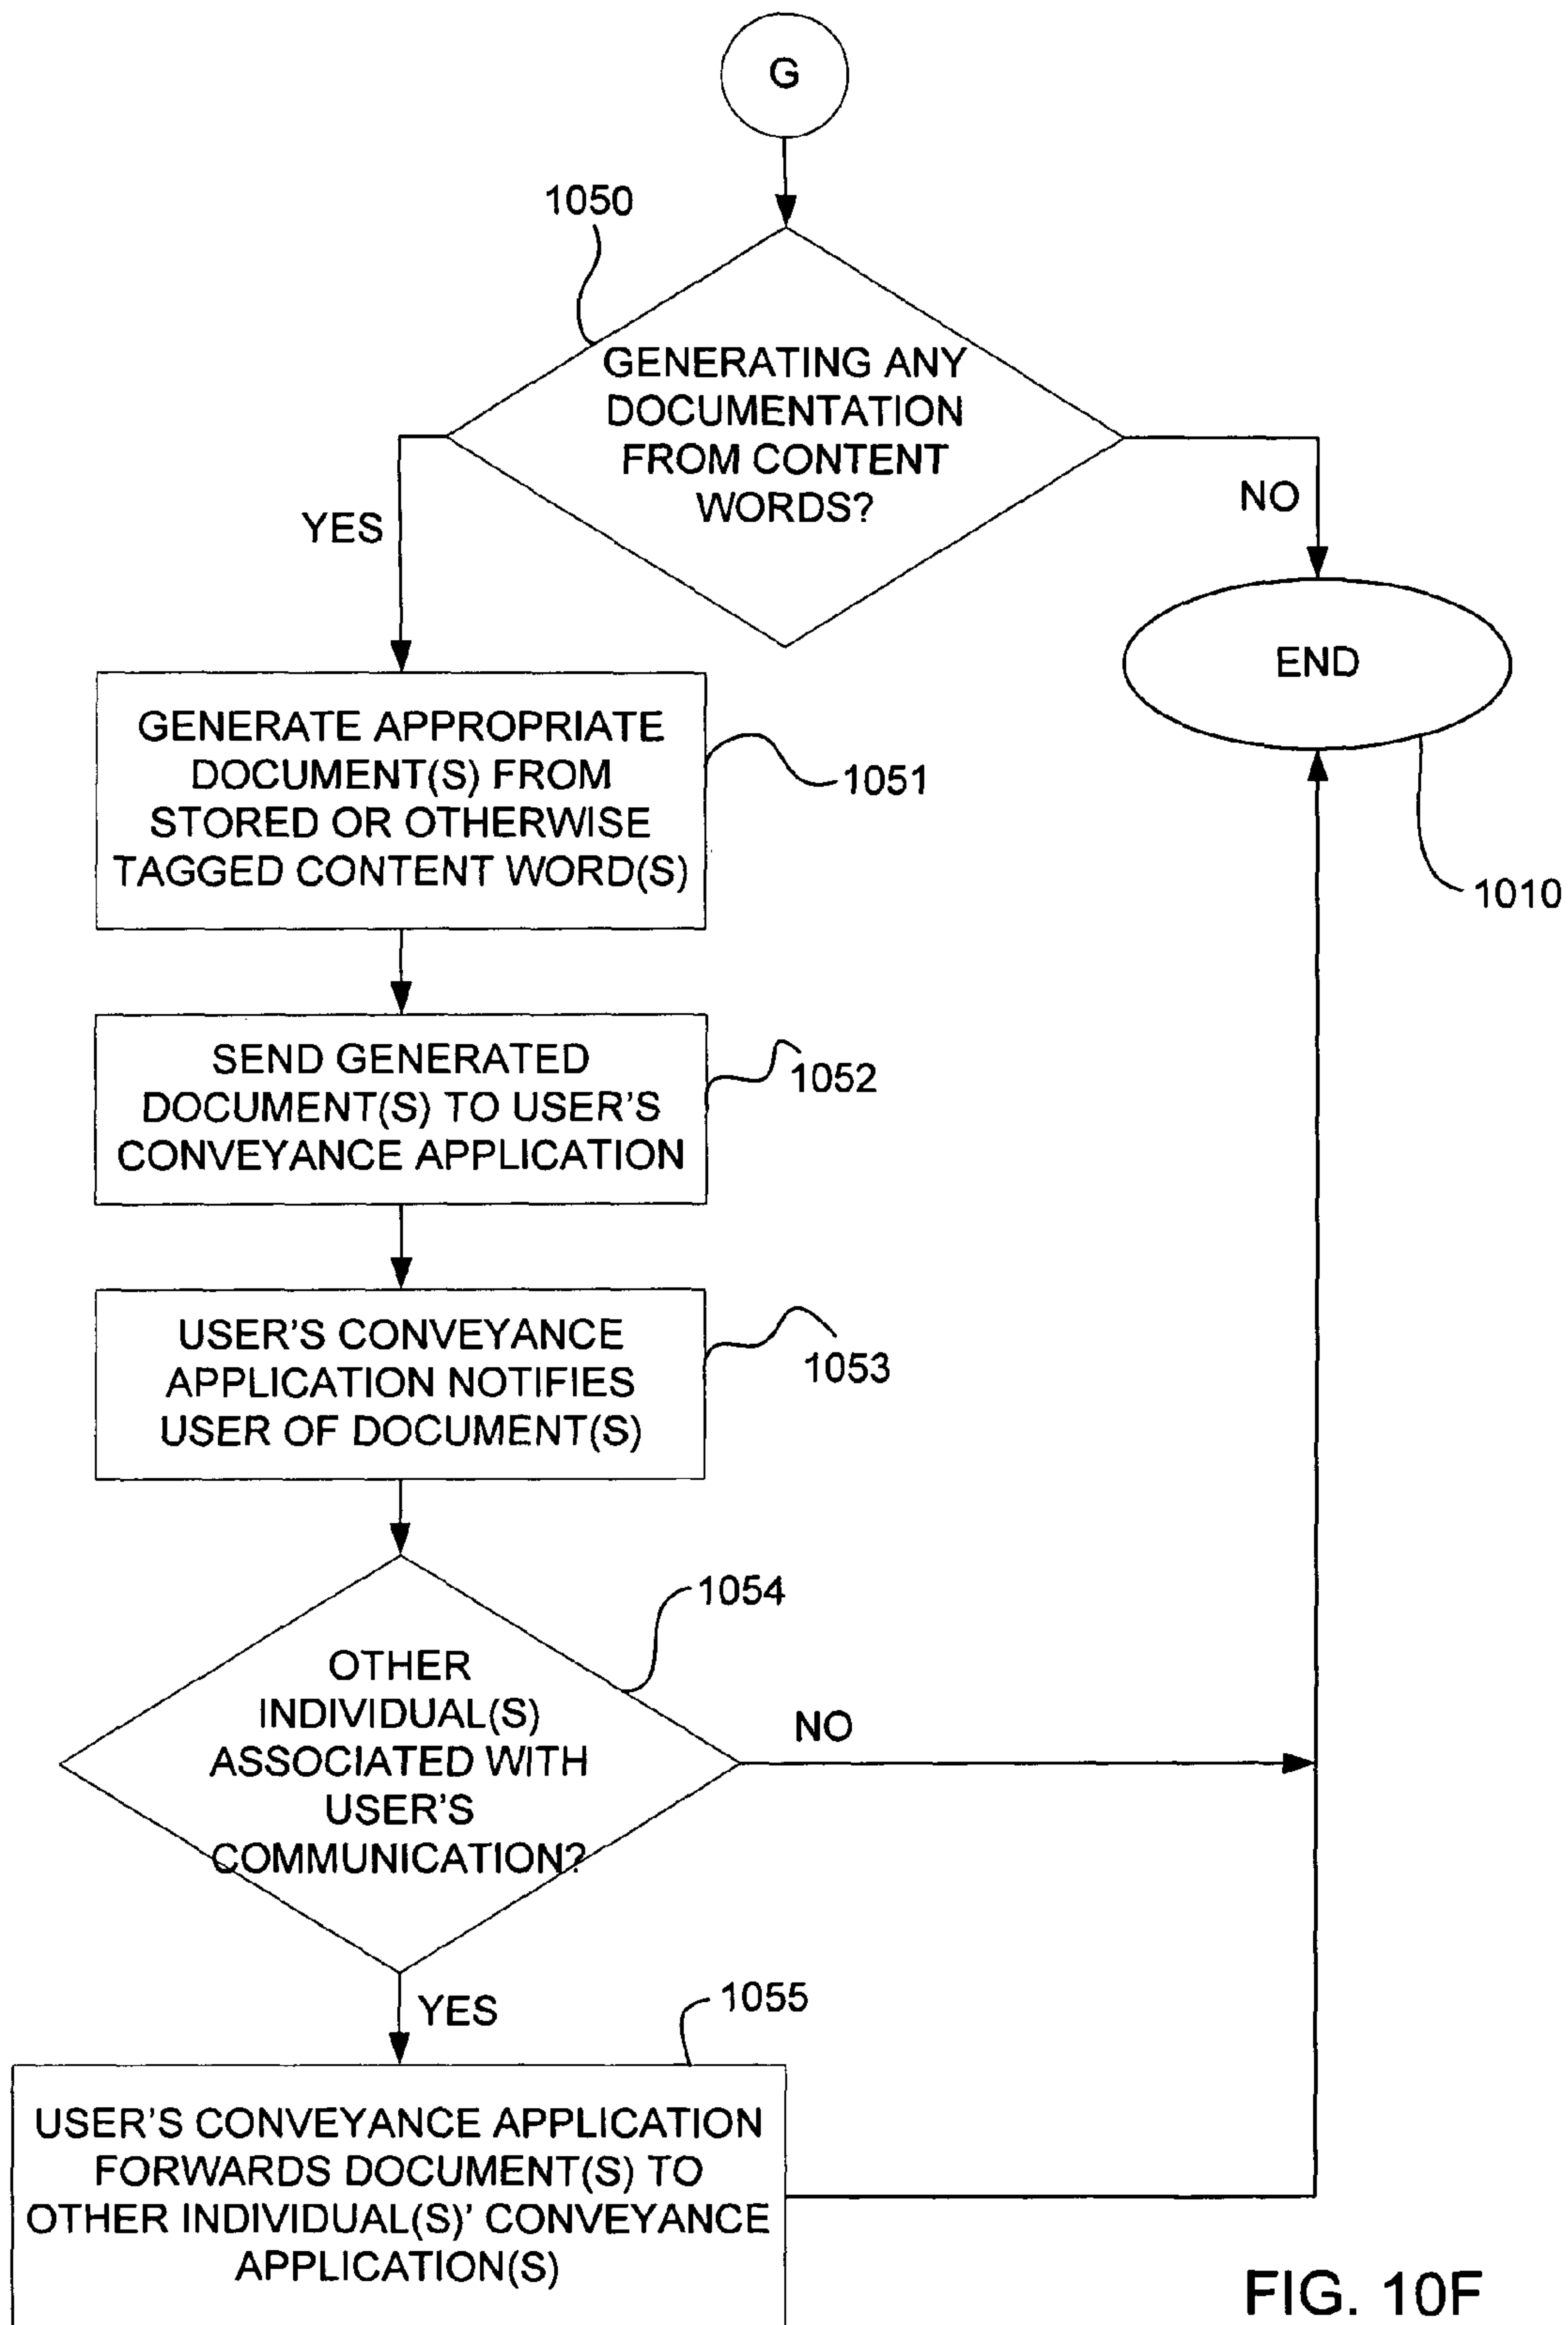 G
1050
GENERATING ANY
DOCUMENTATION
FROM CONTENT
WORDS?
YES
NO
END
1010
GENERATE APPROPRIATE
DOCUMENT(S) FROM
STORED OR OTHERWISE
TAGGED CONTENT WORD(S)
1051
SEND GENERATED
DOCUMENT(S) TO USER'S
CONVEYANCE APPLICATION
1052
USER'S CONVEYANCE
APPLICATION NOTIFIES
USER OF DOCUMENT(S)
1053
1054
OTHER
INDIVIDUAL(S)
ASSOCIATED WITH
USER'S
COMMUNICATION?
NO
YES
1055
USER'S CONVEYANCE APPLICATION
FORWARDS DOCUMENT(S) TO
OTHER INDIVIDUAL(S)' CONVEYANCE
APPLICATION(S)
FIG. 10F